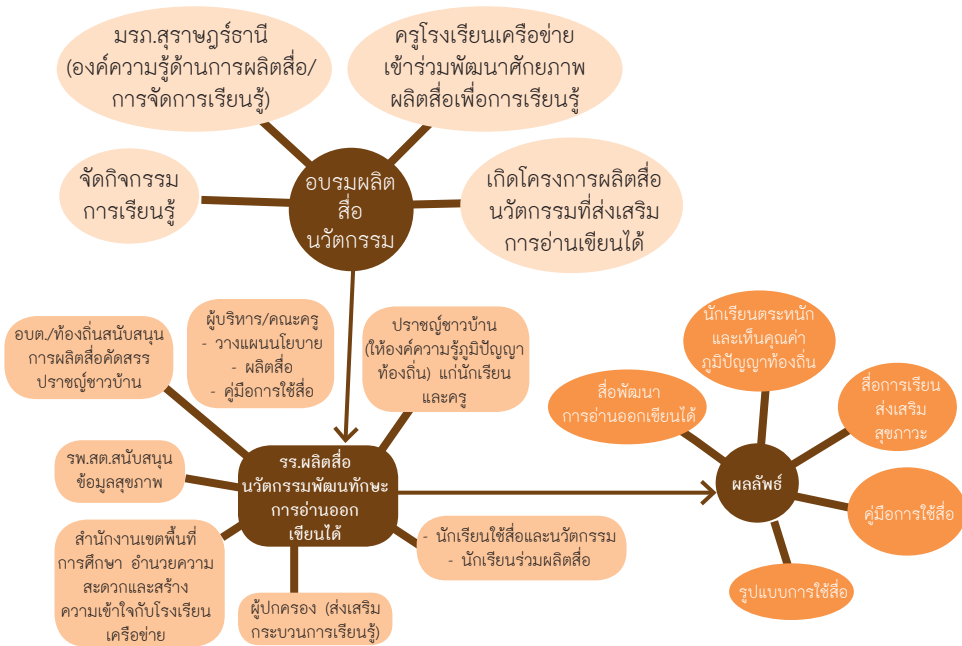 มรภ.สุราษฎร์ธานี
(องค์ความรู้ด้านการผลิตสื่อ/
การจัดการเรียนรู้)
ครูโรงเรียนเครือข่าย
เข้าร่วมพัฒนาศักยภาพ
ผลิตสื่อเพื่อการเรียนรู้
จัดกิจกรรม
การเรียนรู้
อบรมผลิต
สื่อ
นวัตกรรม
เกิดโครงการผลิตสื่อ
นวัตกรรมที่ส่งเสริม
การอ่านเขียนได้
อบต./ท้องถิ่นสนับสนุน
การผลิตสื่อคัดสรร
ปราชญ์ชาวบ้าน
ผู้บริหาร/คณะครู
- วางแผนนโยบาย
- ผลิตสื่อ
- คู่มือการใช้สื่อ
ปราชญ์ชาวบ้าน
(ให้องค์ความรู้ภูมิปัญญา
ท้องถิ่น) แก่นักเรียน
และครู
รพ.สต.สนับสนุน
ข้อมูลสุขภาพ
รร.ผลิตสื่อ
นวัตกรรมพัฒนทักษะ
การอ่านออก
เขียนได้
สำนักงานเขตพื้นที่
การศึกษา อำนวยความ
สะดวกและสร้าง
ความเข้าใจกับโรงเรียน
เครือข่าย
ผู้ปกครอง (ส่งเสริม
กระบวนการเรียนรู้)
- นักเรียนใช้สื่อและนวัตกรรม
- นักเรียนร่วมผลิตสื่อ
นักเรียนตระหนัก
และเห็นคุณค่า
ภูมิปัญญาท้องถิ่น
สื่อพัฒนา
การอ่านออกเขียนได้
สื่อการเรียน
ส่งเสริม
สุขภาวะ
ผลลัพธ์
คู่มือการใช้สื่อ
รูปแบบการใช้สื่อ